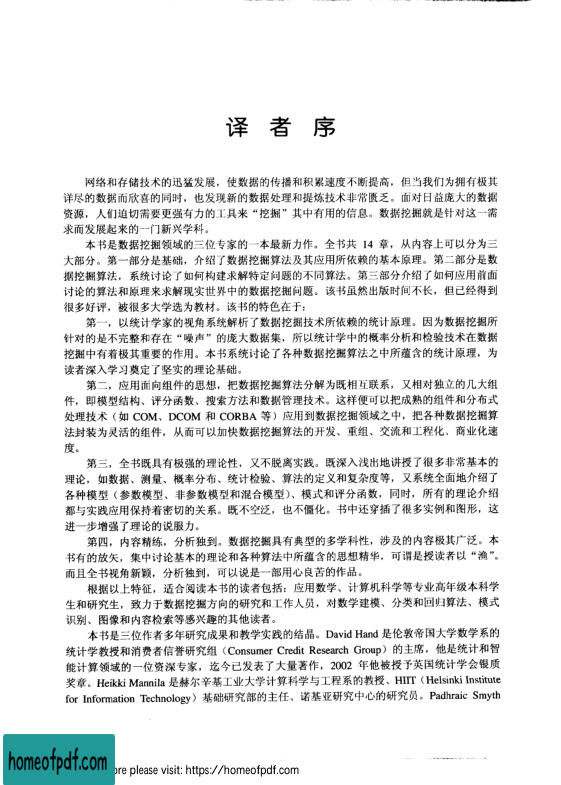 译 者 序
网络和存储技术的迅猛发展，使数据的传播和积累速度不断提高，但当我们为拥有极其
详尽的数据而欣喜的同时，也发现新的数据处理和提炼技术非常匮乏。面对日益庞大的数据
资源，人们迫切需要更强有力的工具来“挖掘”其中有用的信息。数据挖掘就是针对这一需
求而发展起来的一门新兴学科。
本书是数据挖掘领域的三位专家的一本最新力作。全书共 14 章，从内容上可以分为三
大部分。第一部分是基础，介绍了数据挖掘算法及其应用所依赖的基本原理。第二部分是数
据挖掘算法，系统讨论了如何构建求解特定问题的不同算法。第三部分介绍了如何应用前面
讨论的算法和原理来求解现实世界中的数据挖掘问题。该书虽然出版时间不长，但已经得到
很多好评，被很多大学选为教材。该书的特色在于：
第一，以统计学家的视角系统解析了数据挖掘技术所依赖的统计原理。因为数据挖掘所
针对的是不完整和存在“噪声”的庞大数据集，所以统计学中的概率分析和检验技术在数据
挖掘中有着极其重要的作用。本书系统讨论了各种数据挖掘算法之中所蕴含的统计原理，为
读者深入学习奠定了坚实的理论基础。
第二，应用面向组件的思想，把数据挖掘算法分解为既相互联系，又相对独立的几大组
件，即模型结构、评分函数、搜索方法和数据管理技术。这样便可以把成熟的组件和分布式
处理技术（如 COM、DCOM 和 CORBA 等）应用到数据挖掘领域之中，把各种数据挖掘算
法封装为灵活的组件，从而可以加快数据挖掘算法的开发、重组、交流和工程化、商业化速
度。
第三，全书既具有极强的理论性，又不脱离实践。既深入浅出地讲授了很多非常基本的
理论，如数据、测量、概率分布、统计检验、算法的定义和复杂度等，又系统全面地介绍了
各种模型（参数模型、非参数模型和混合模型）、模式和评分函数，同时，所有的理论介绍
都与实践应用保持着密切的关系。既不空泛，也不僵化。书中还穿插了很多实例和图形，这
进一步增强了理论的说服力。
第四，内容精练，分析独到。数据挖掘具有典型的多学科性，涉及的内容极其广泛。本
书有的放矢，集中讨论基本的理论和各种算法中所蕴含的思想精华，可谓是授读者以“渔”。
而且全书视角新颖，分析独到，可以说是一部用心良苦的作品。
根据以上特征，适合阅读本书的读者包括：应用数学、计算机科学等专业高年级本科学
生和研究生，致力于数据挖掘方向的研究和工作人员，对数学建模、分类和回归算法、模式
识别、图像和内容检索等感兴趣的其他读者。
本书是三位作者多年研究成果和教学实践的结晶。David Hand 是伦敦帝国大学数学系的
统计学教授和消费者信誉研究组（Consumer Credit Research Group）的主席，他是统计和智
能计算领域的一位资深专家，迄今已发表了大量著作，2002 年他被授予英国统计学会银质
奖章。Heikki Mannila 是赫尔辛基工业大学计算科学与工程系的教授、HIIT（Helsinki Institute
for Information Technology）基础研究部的主任、诺基亚研究中心的研究员。Padhraic Smyth
homeofpdf.com
ore please visit: https://homeofpdf.com